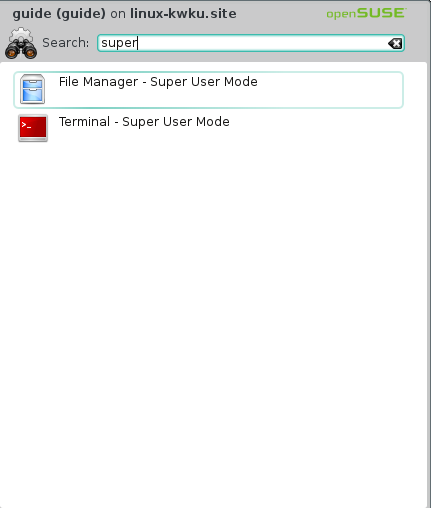 guide (guide) on linux-kwku.site openSUSE
Search: super
File Manager - Super User Mode
>_
Terminal - Super User Mode